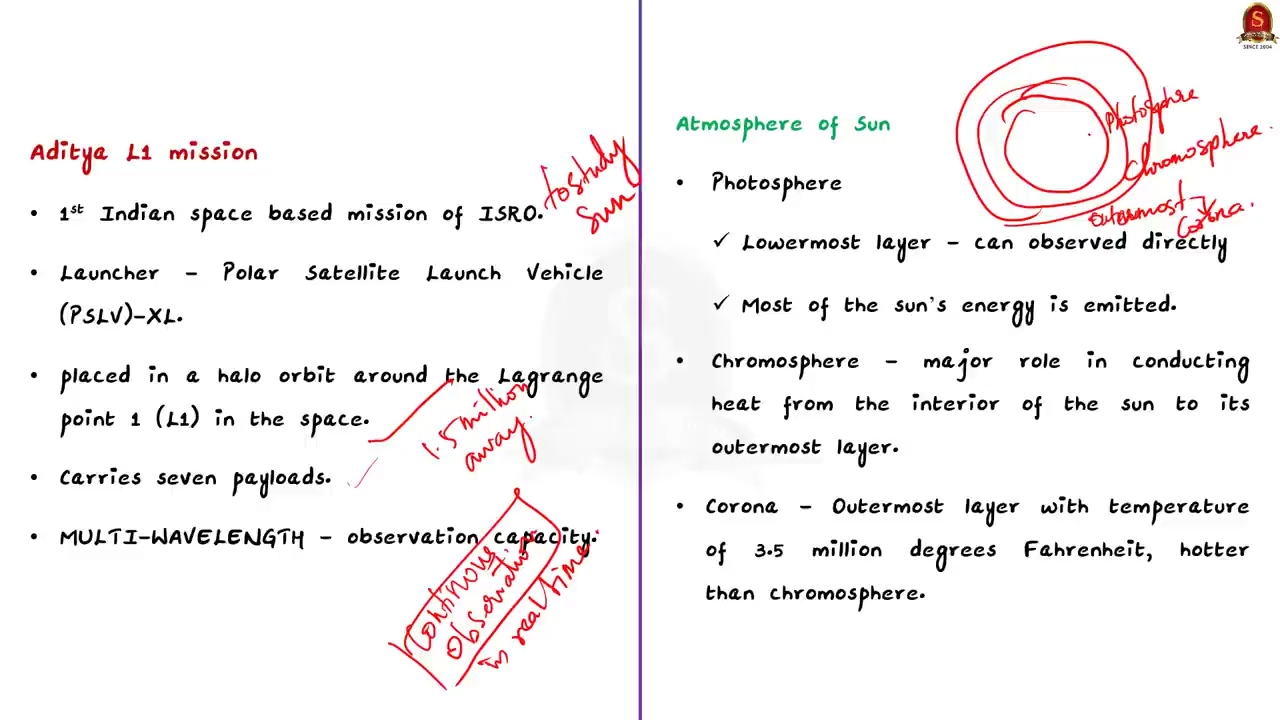 S
SINCE 2004
Aditya L1 mission
• 1st Indian space based mission of ISRO.
to study
sun
• Launcher – Polar Satellite Launch Vehicle
(PSLV)-XL.
• placed in a halo orbit around the Lagrange
point 1 (L1) in the space.
1.5 million
away.
• Carries seven payloads.
• MULTI-WAVELENGTH – observation capacity.
Continous
Observation
in real time
Atmosphere of Sun
Photosphre
Chromosphere.
outermost
Corona.
• Photosphere
✓ Lowermost layer – can observed directly
✓ Most of the sun's energy is emitted.
• Chromosphere – major role in conducting
heat from the interior of the sun to its
outermost layer.
• Corona – Outermost layer with temperature
of 3.5 million degrees Fahrenheit, hotter
than chromosphere.